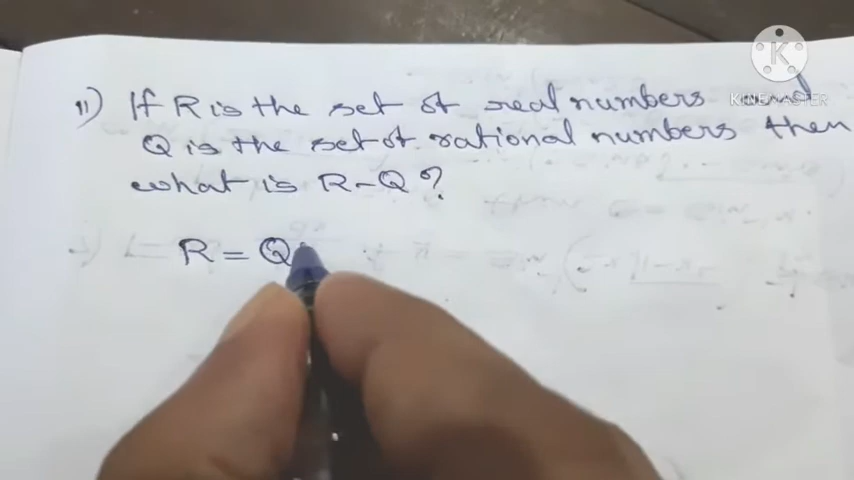 11) If R is the set of real numbers and
KINEMASTER
Q is the set of rational numbers then
what is R-Q?
R = Q